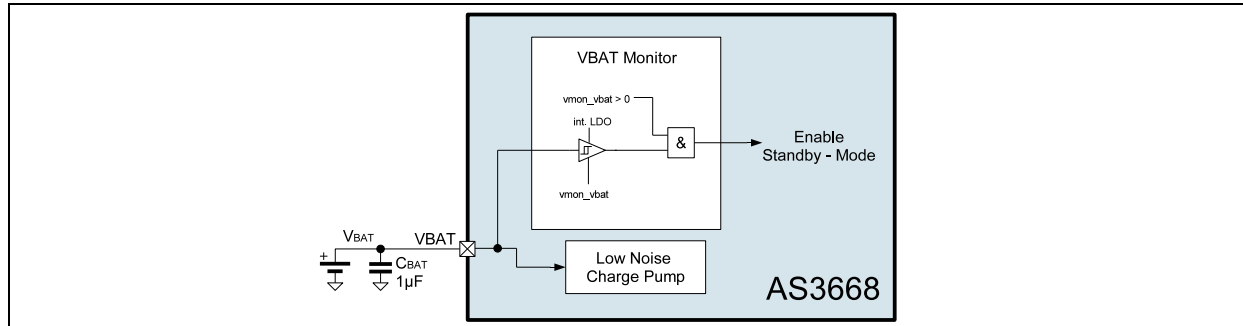 VBAT Monitor
vmon_vbat > 0
int. LDO
&
Enable
Standby - Mode
vmon_vbat
VBAT
VBAT
+
CBAT
1µF
Low Noise
Charge Pump
AS3668